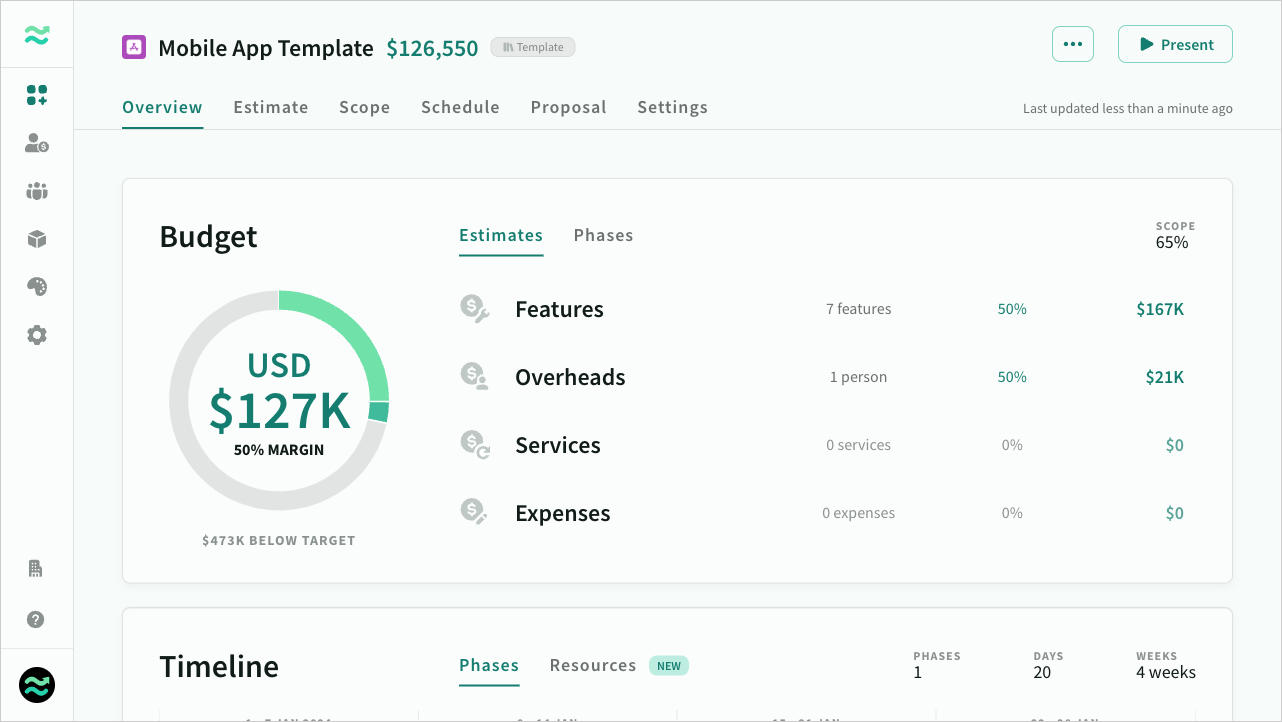 Mobile App Template $126,550 Template
Present
Overview Estimate Scope Schedule Proposal Settings
Last updated less than a minute ago
Budget
Estimates Phases
SCOPE
65%
USD
$127K
50% MARGIN
$473K BELOW TARGET
Features 7 features 50% $167K
Overheads 1 person 50% $21K
Services 0 services 0% $0
Expenses 0 expenses 0% $0
Timeline
Phases Resources NEW
PHASES
1
DAYS
20
WEEKS
4 weeks